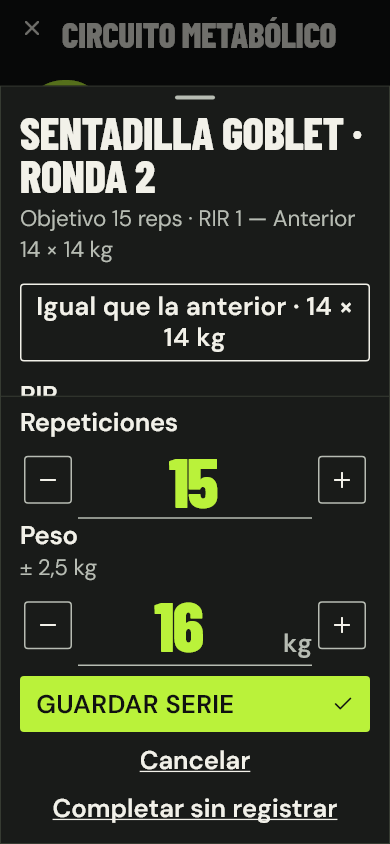 CIRCUITO METABÓLICO
SENTADILLA GOBLET ·
RONDA 2
Objetivo 15 reps · RIR 1 — Anterior
14 × 14 kg
Igual que la anterior · 14 ×
14 kg
RIR
Repeticiones
15
Peso
± 2,5 kg
16 kg
GUARDAR SERIE
Cancelar
Completar sin registrar